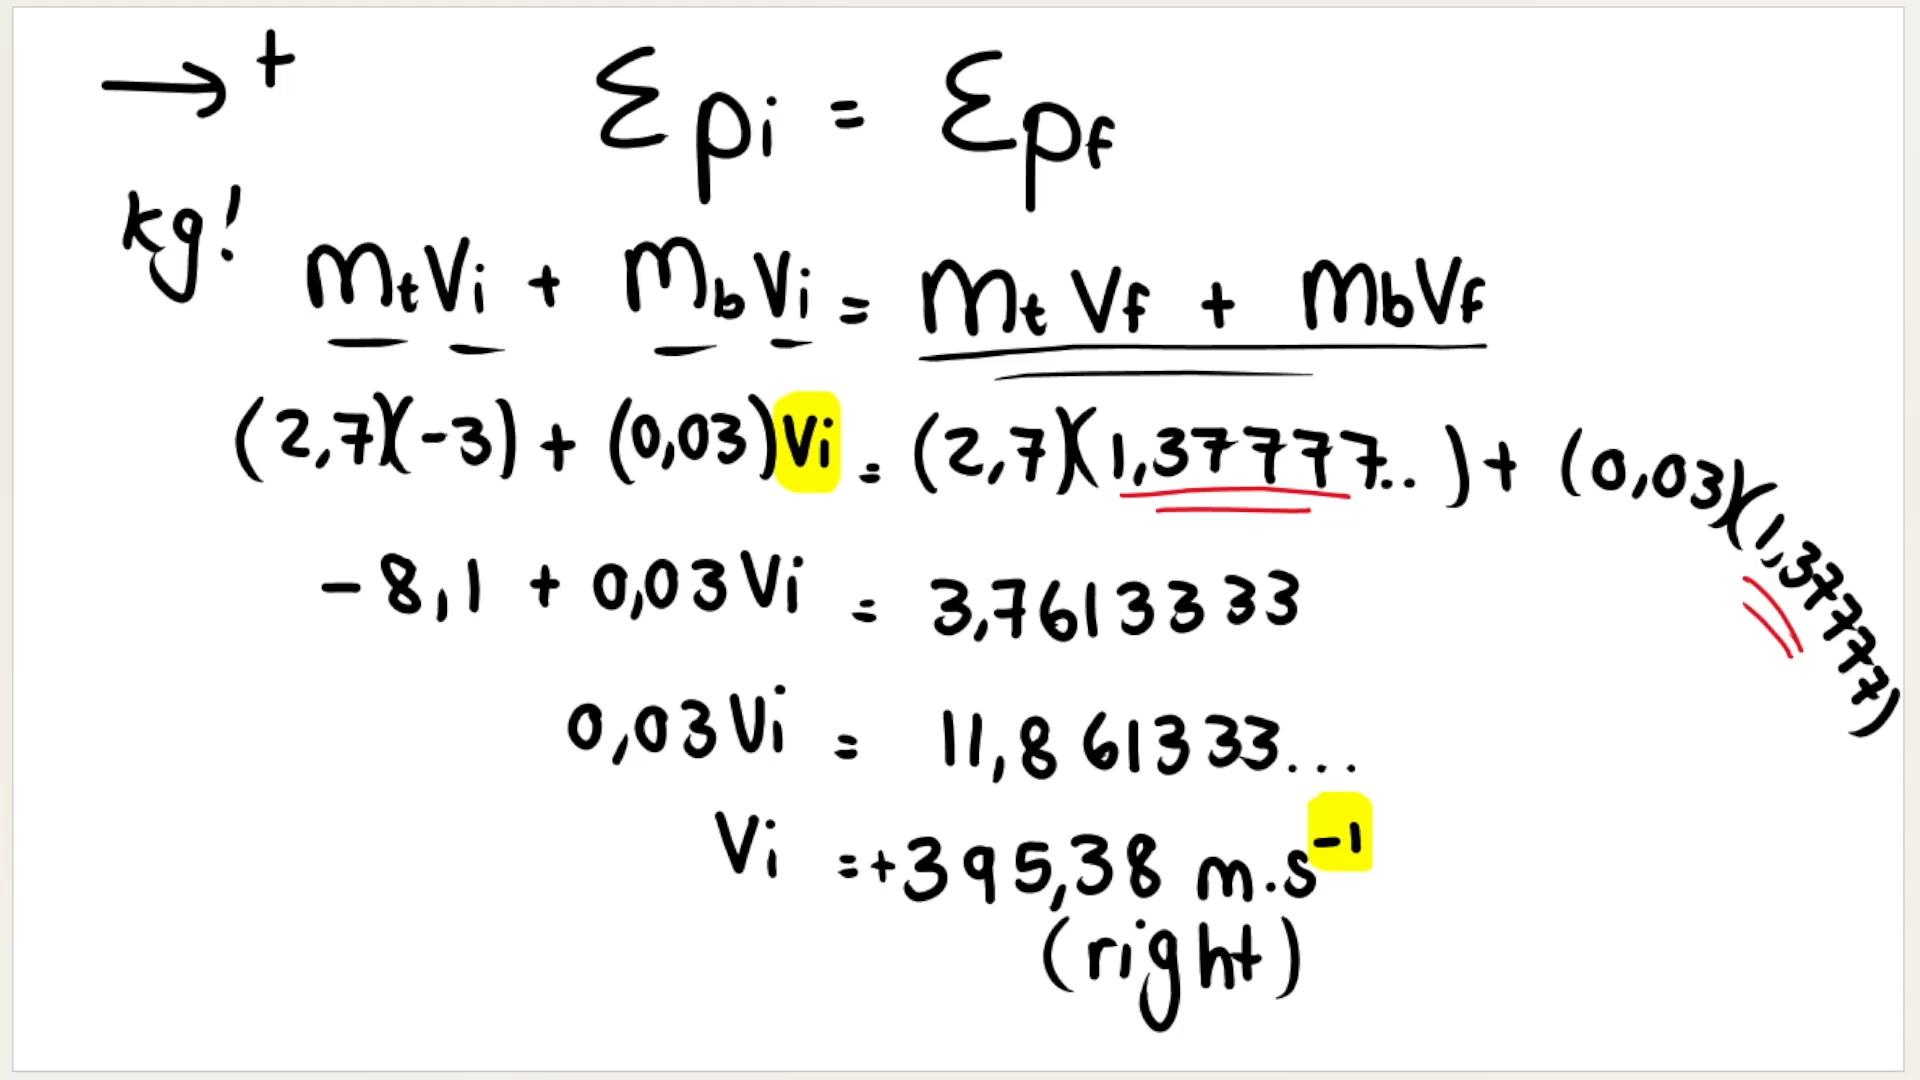 → +
Σpi = Σpf
kg!
mtVi + mbVi = mtVf + mbVf
(2,7)(-3) + (0,03)Vi = (2,7)(1,37777..) + (0,03)(1,37777)
-8,1 + 0,03Vi = 3,7613333
0,03Vi = 11,861333...
Vi = +395,38 m.s⁻¹
(right)